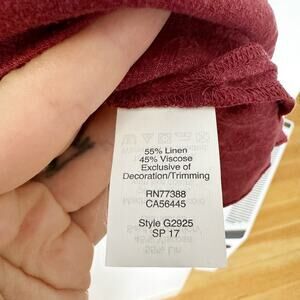 55% Linen
45% Viscose
Exclusive of
Decoration/Trimming
RN77388
CA56445
Style G2925
SP 17